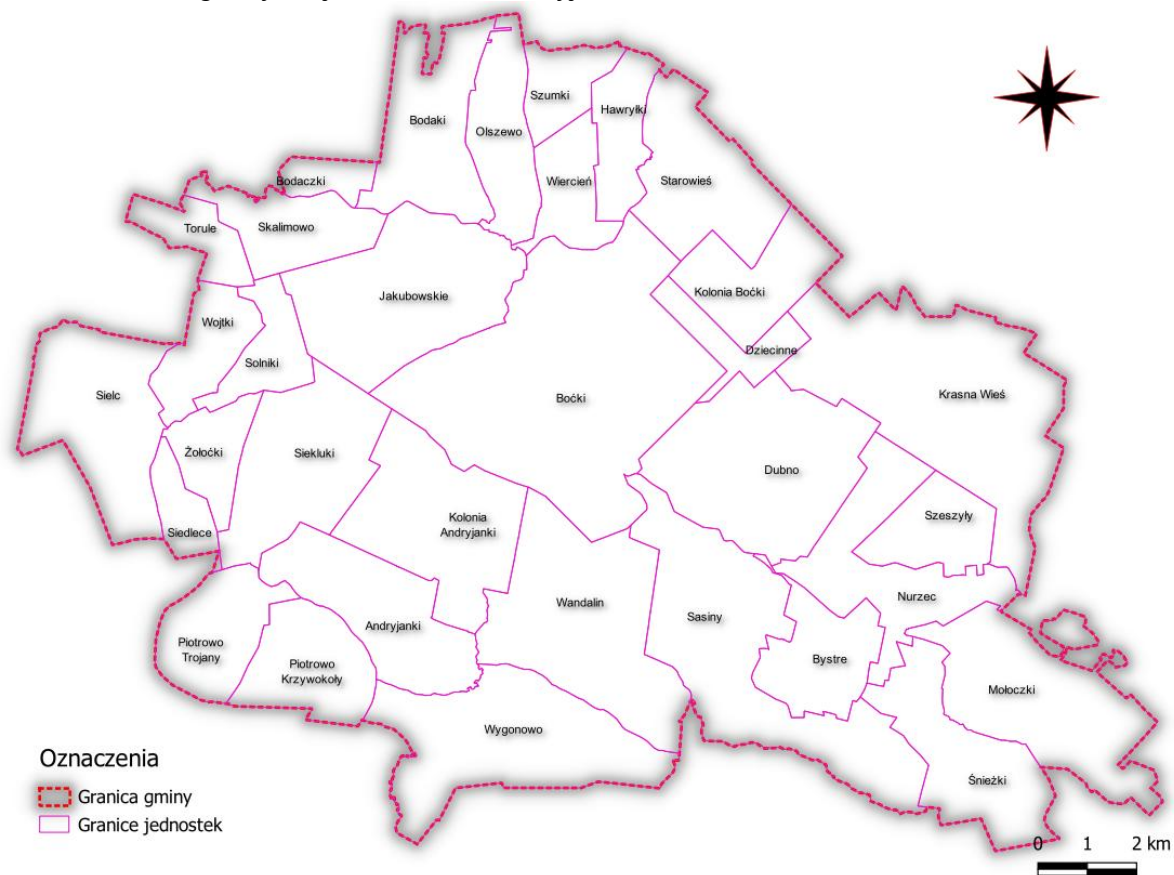 Szumki
Hawryłki
Bodaki
Olszewo
Bodaczki
Wiercień
Starowieś
Torule
Skalimowo
Jakubowskie
Kolonia Boćki
Wojtki
Dziecinne
Solniki
Sielc
Boćki
Krasna Wieś
Żołoćki
Siekluki
Dubno
Kolonia
Andryjanki
Szeszyły
Siedlece
Nurzec
Wandalin
Sasiny
Andryjanki
Piotrowo
Trojany
Piotrowo
Krzywokoły
Bystre
Mołoczki
Wygonowo
Śnieżki
Oznaczenia
Granica gminy
Granice jednostek
0 1 2 km